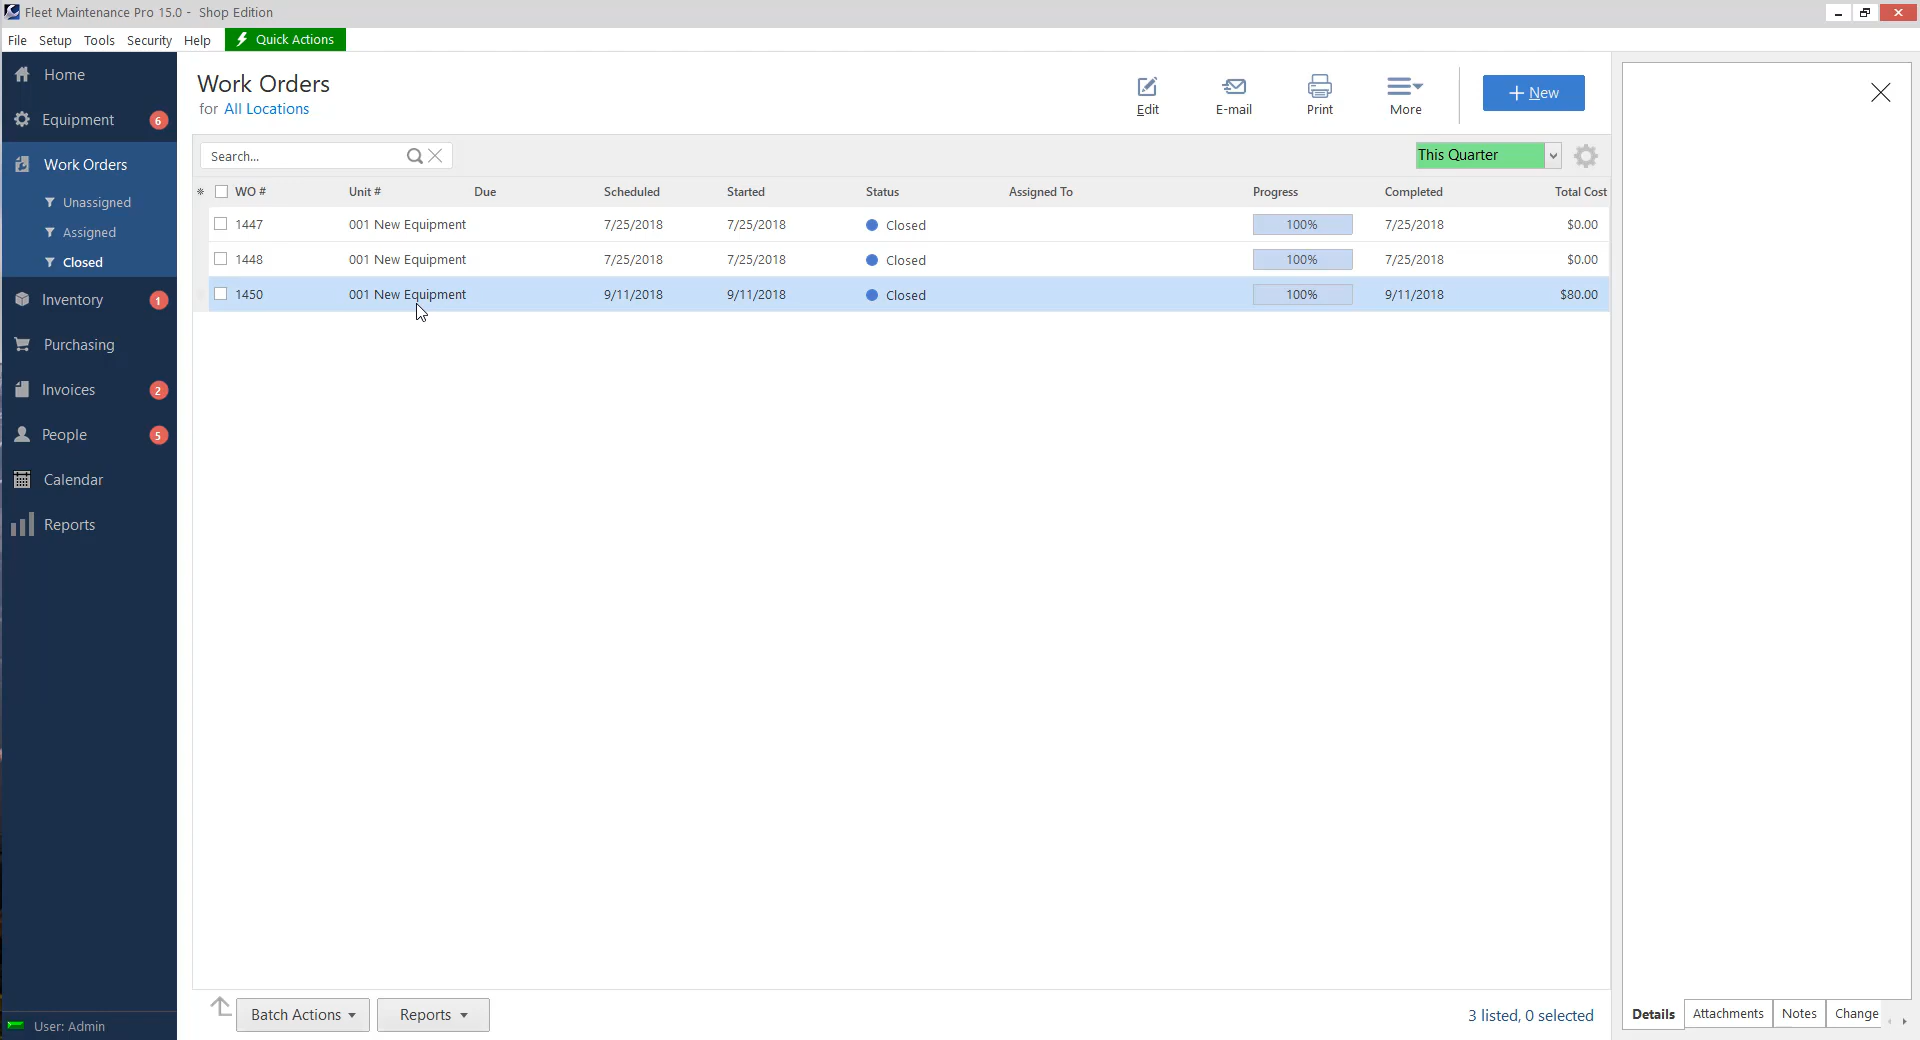 Fleet Maintenance Pro 15.0 - Shop Edition
File Setup Tools Security Help Quick Actions
Home
Equipment 6
Work Orders
Unassigned
Assigned
Closed
Inventory 1
Purchasing
Invoices 2
People 5
Calendar
Reports
User: Admin
Work Orders
for All Locations
Edit E-mail Print More + New
Search... This Quarter
* WO # Unit # Due Scheduled Started Status Assigned To Progress Completed Total Cost
1447 001 New Equipment 7/25/2018 7/25/2018 Closed 100% 7/25/2018 $0.00
1448 001 New Equipment 7/25/2018 7/25/2018 Closed 100% 7/25/2018 $0.00
1450 001 New Equipment 9/11/2018 9/11/2018 Closed 100% 9/11/2018 $80.00
Batch Actions Reports 3 listed, 0 selected
Details Attachments Notes Change